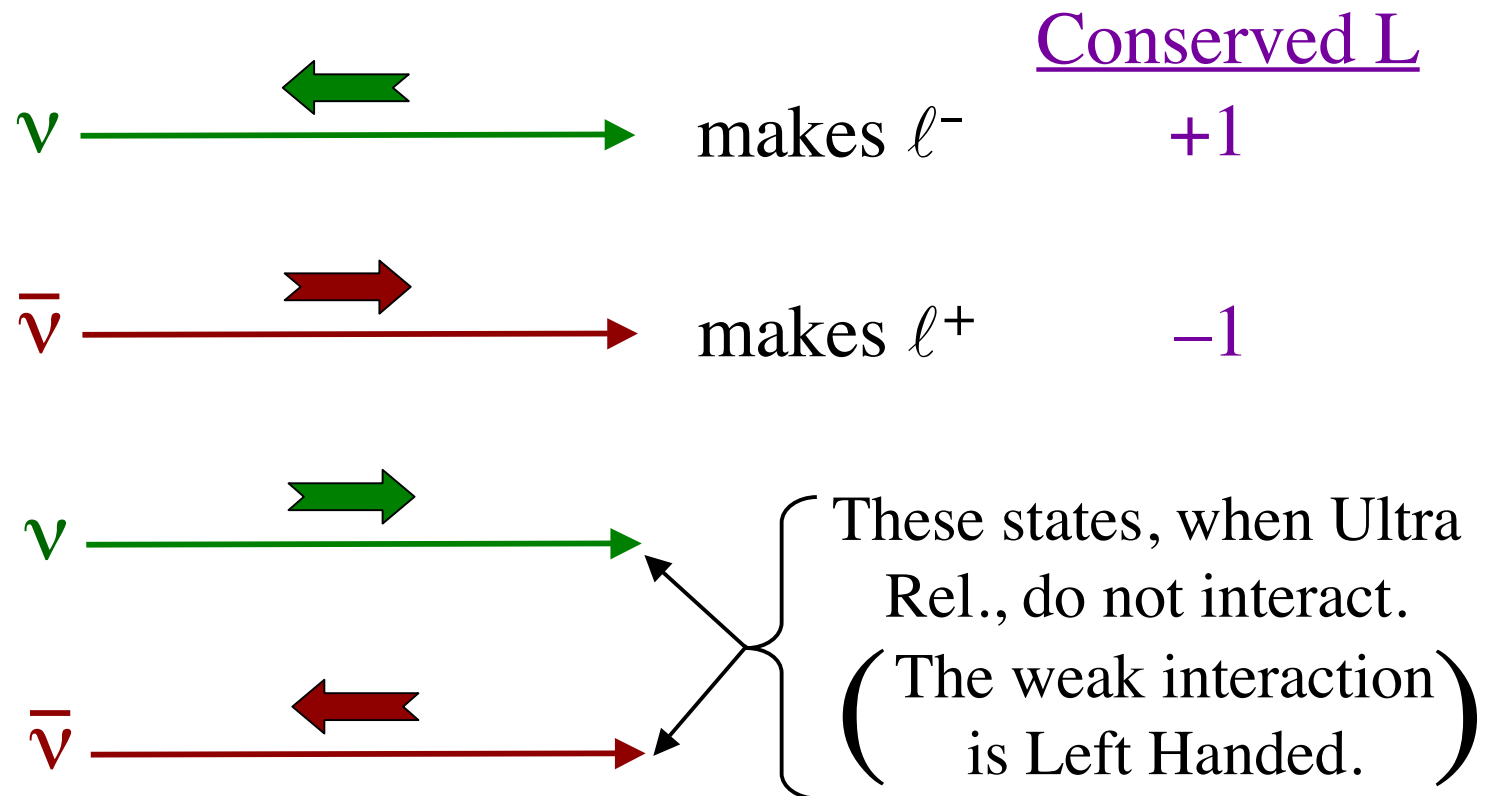 Conserved L
ν makes ℓ⁻ +1
ν̅ makes ℓ⁺ –1
ν
These states, when Ultra
Rel., do not interact.
(The weak interaction
is Left Handed.)
ν̅